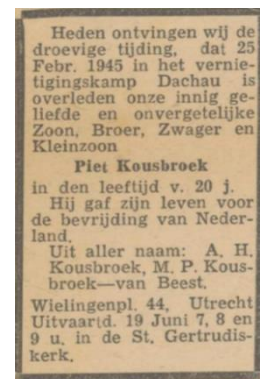 Heden ontvingen wij de
droevige tijding, dat 25
Febr. 1945 in het vernie-
tigingskamp Dachau is
overleden onze innig ge-
liefde en onvergetelijke
Zoon, Broer, Zwager en
Kleinzoon
Piet Kousbroek
in den leeftijd v. 20 j.
Hij gaf zijn leven voor
de bevrijding van Neder-
land.
Uit aller naam: A. H.
Kousbroek, M. P. Kous-
broek—van Beest.
Wielingenpl. 44, Utrecht
Uitvaartd. 19 Juni 7, 8 en
9 u. in de St. Gertrudis-
kerk.